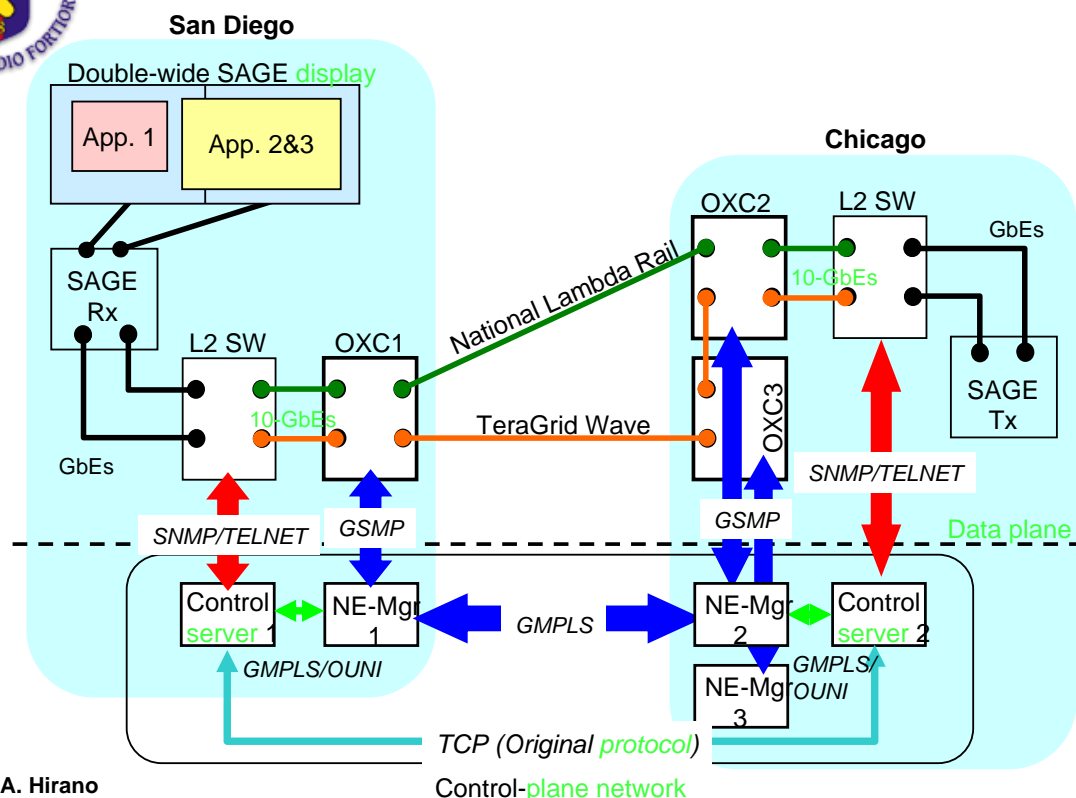 DIO FORTIOR
San Diego
Double-wide SAGE display
App. 1
App. 2&3
Chicago
OXC2
L2 SW
GbEs
SAGE
Rx
National Lambda Rail
10-GbEs
L2 SW
OXC1
10-GbEs
TeraGrid Wave
OXC3
SAGE
Tx
GbEs
SNMP/TELNET
GSMP
GSMP
SNMP/TELNET
Data plane
Control
server 1
NE-Mgr
1
GMPLS
NE-Mgr
2
Control
server 2
GMPLS/OUNI
GMPLS/
OUNI
NE-Mgr
3
TCP (Original protocol)
A. Hirano
Control-plane network